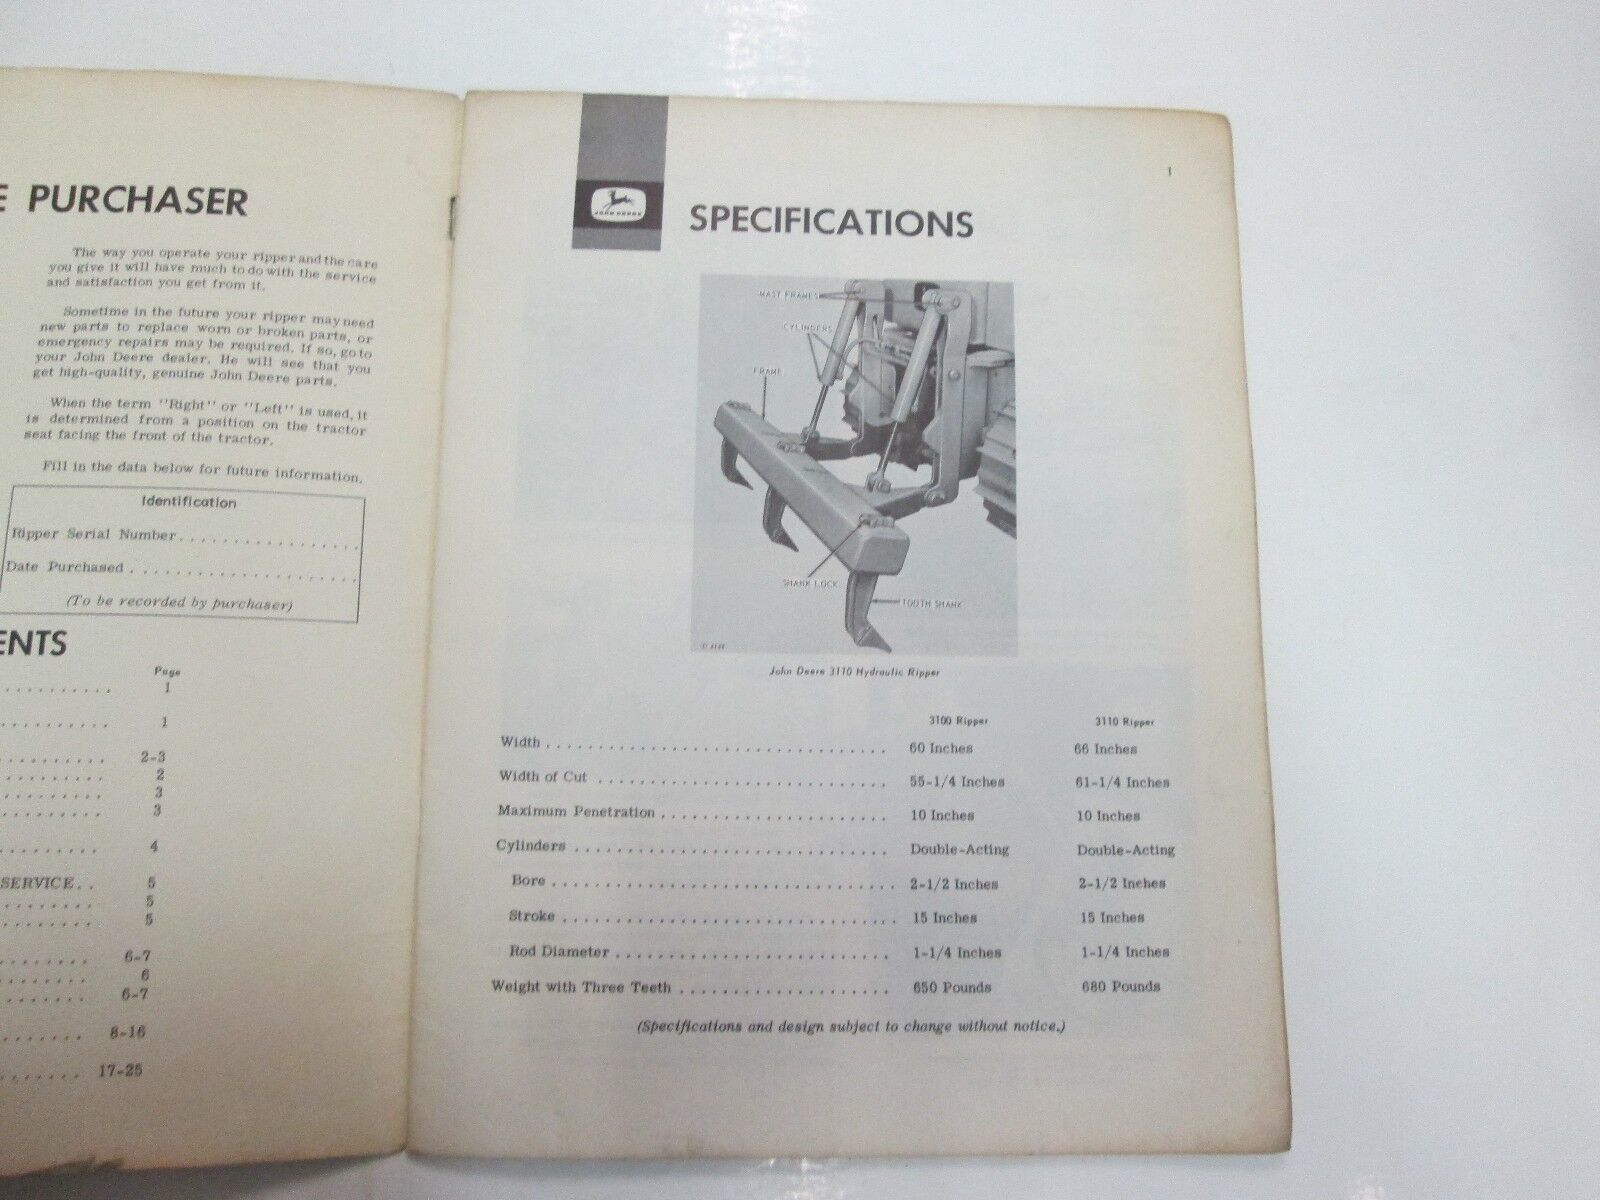 PURCHASER
The way you operate your ripper and the care
you give it will have much to do with the service
and satisfaction you get from it.
Sometime in the future your ripper may need
new parts to replace worn or broken parts, or
emergency repairs may be required. If so, go to
your John Deere dealer. He will see that you
get high-quality, genuine John Deere parts.
When the term "Right" or "Left" is used, it
is determined from a position on the tractor
seat facing the front of the tractor.
Fill in the data below for future information.
Identification
Ripper Serial Number.................
Date Purchased.....................
(To be recorded by purchaser)
ENTS
Page
.......... 1
.......... 1
.......... 2-3
.......... 2
.......... 3
.......... 3
.......... 4
SERVICE.. 5
.......... 5
.......... 5
.......... 6-7
.......... 6
.......... 6-7
.......... 8-16
.......... 17-25
1
JOHN DEERE
SPECIFICATIONS
MAST FRAMES
CYLINDERS
FRAME
SHANK LOCK
TOOTH SHANK
John Deere 3110 Hydraulic Ripper
3100 Ripper 3110 Ripper
Width................................ 60 Inches 66 Inches
Width of Cut............................ 55-1/4 Inches 61-1/4 Inches
Maximum Penetration...................... 10 Inches 10 Inches
Cylinders.............................. Double-Acting Double-Acting
Bore................................ 2-1/2 Inches 2-1/2 Inches
Stroke............................... 15 Inches 15 Inches
Rod Diameter.......................... 1-1/4 Inches 1-1/4 Inches
Weight with Three Teeth.................... 650 Pounds 680 Pounds
(Specifications and design subject to change without notice.)